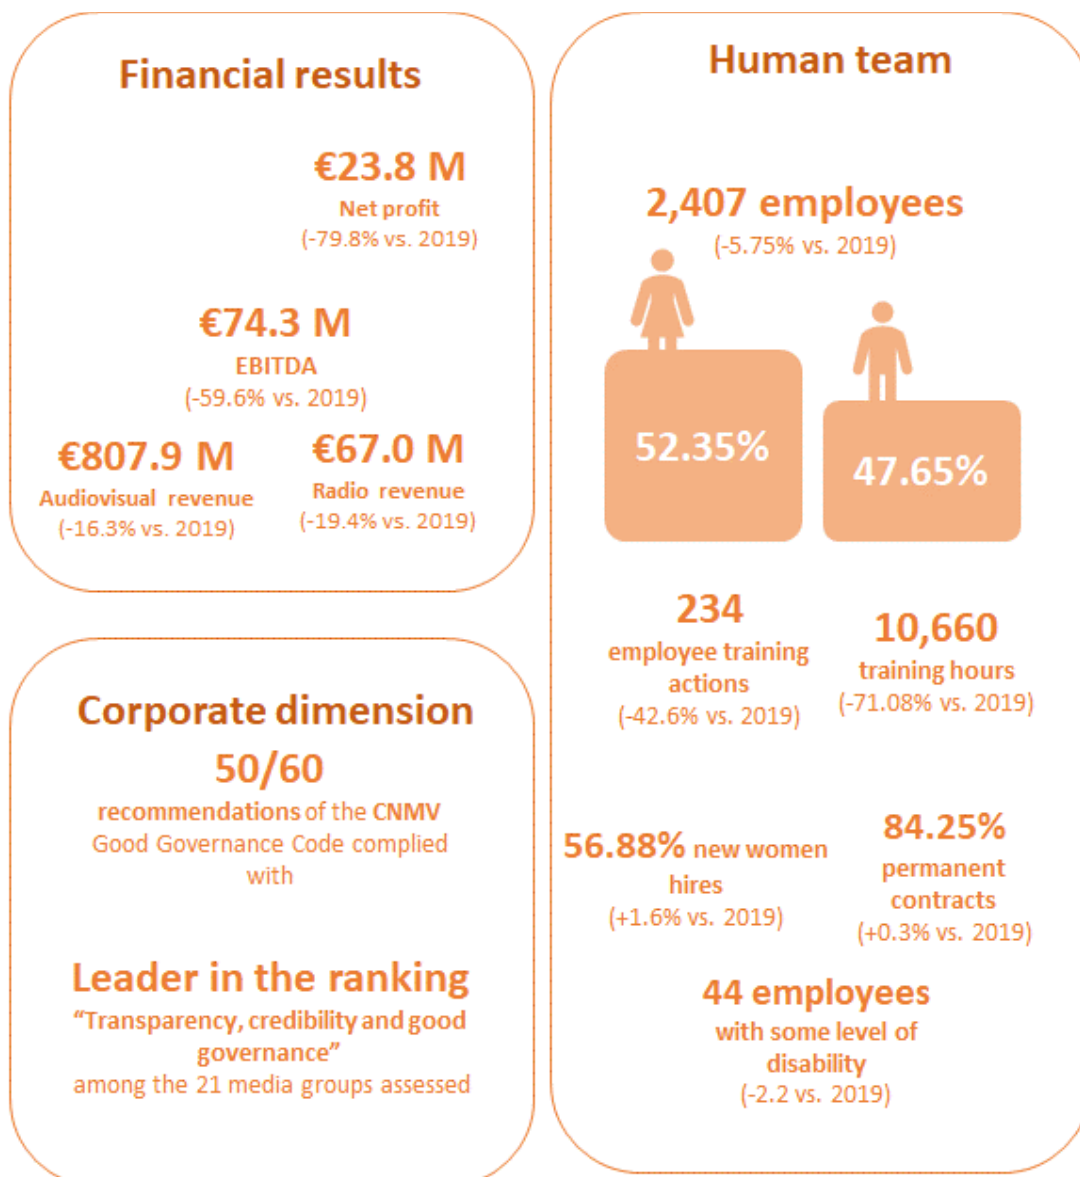 Financial results
€23.8 M
Net profit
(-79.8% vs. 2019)
€74.3 M
EBITDA
(-59.6% vs. 2019)
€807.9 M
Audiovisual revenue
(-16.3% vs. 2019)
€67.0 M
Radio revenue
(-19.4% vs. 2019)
Corporate dimension
50/60
recommendations of the CNMV
Good Governance Code complied
with
Leader in the ranking
“Transparency, credibility and good
governance”
among the 21 media groups assessed
Human team
2,407 employees
(-5.75% vs. 2019)
52.35%
47.65%
234
employee training
actions
(-42.6% vs. 2019)
10,660
training hours
(-71.08% vs. 2019)
56.88% new women
hires
(+1.6% vs. 2019)
84.25%
permanent
contracts
(+0.3% vs. 2019)
44 employees
with some level of
disability
(-2.2 vs. 2019)